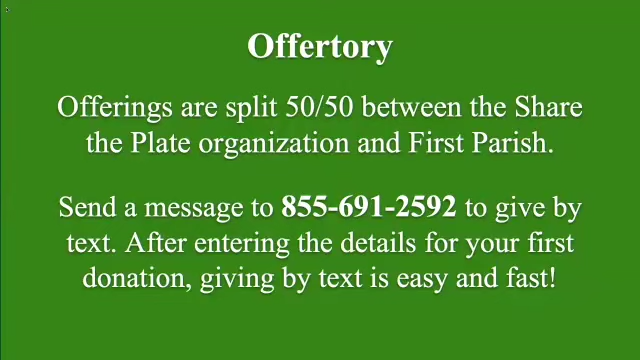 Offertory
Offerings are split 50/50 between the Share
the Plate organization and First Parish.
Send a message to 855-691-2592 to give by
text. After entering the details for your first
donation, giving by text is easy and fast!